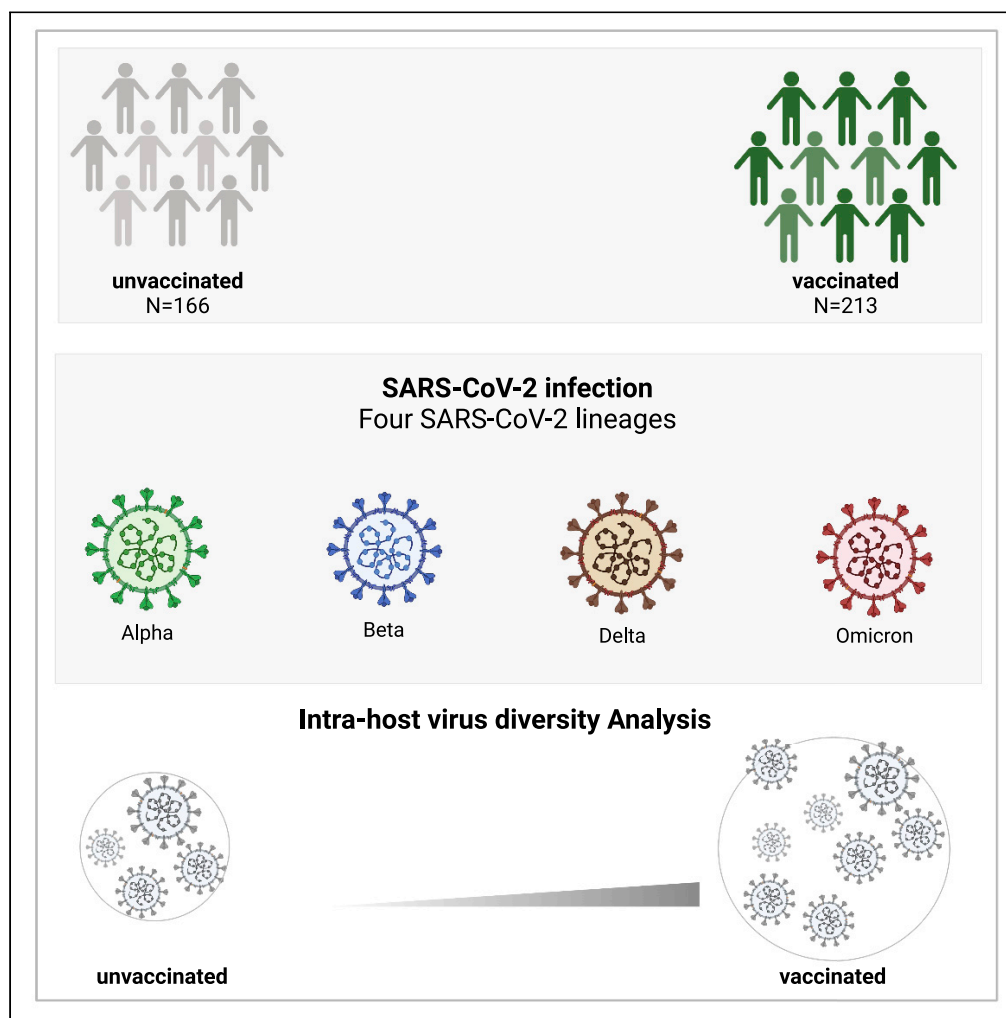 unvaccinated
N=166
vaccinated
N=213
SARS-CoV-2 infection
Four SARS-CoV-2 lineages
Alpha
Beta
Delta
Omicron
Intra-host virus diversity Analysis
unvaccinated
vaccinated